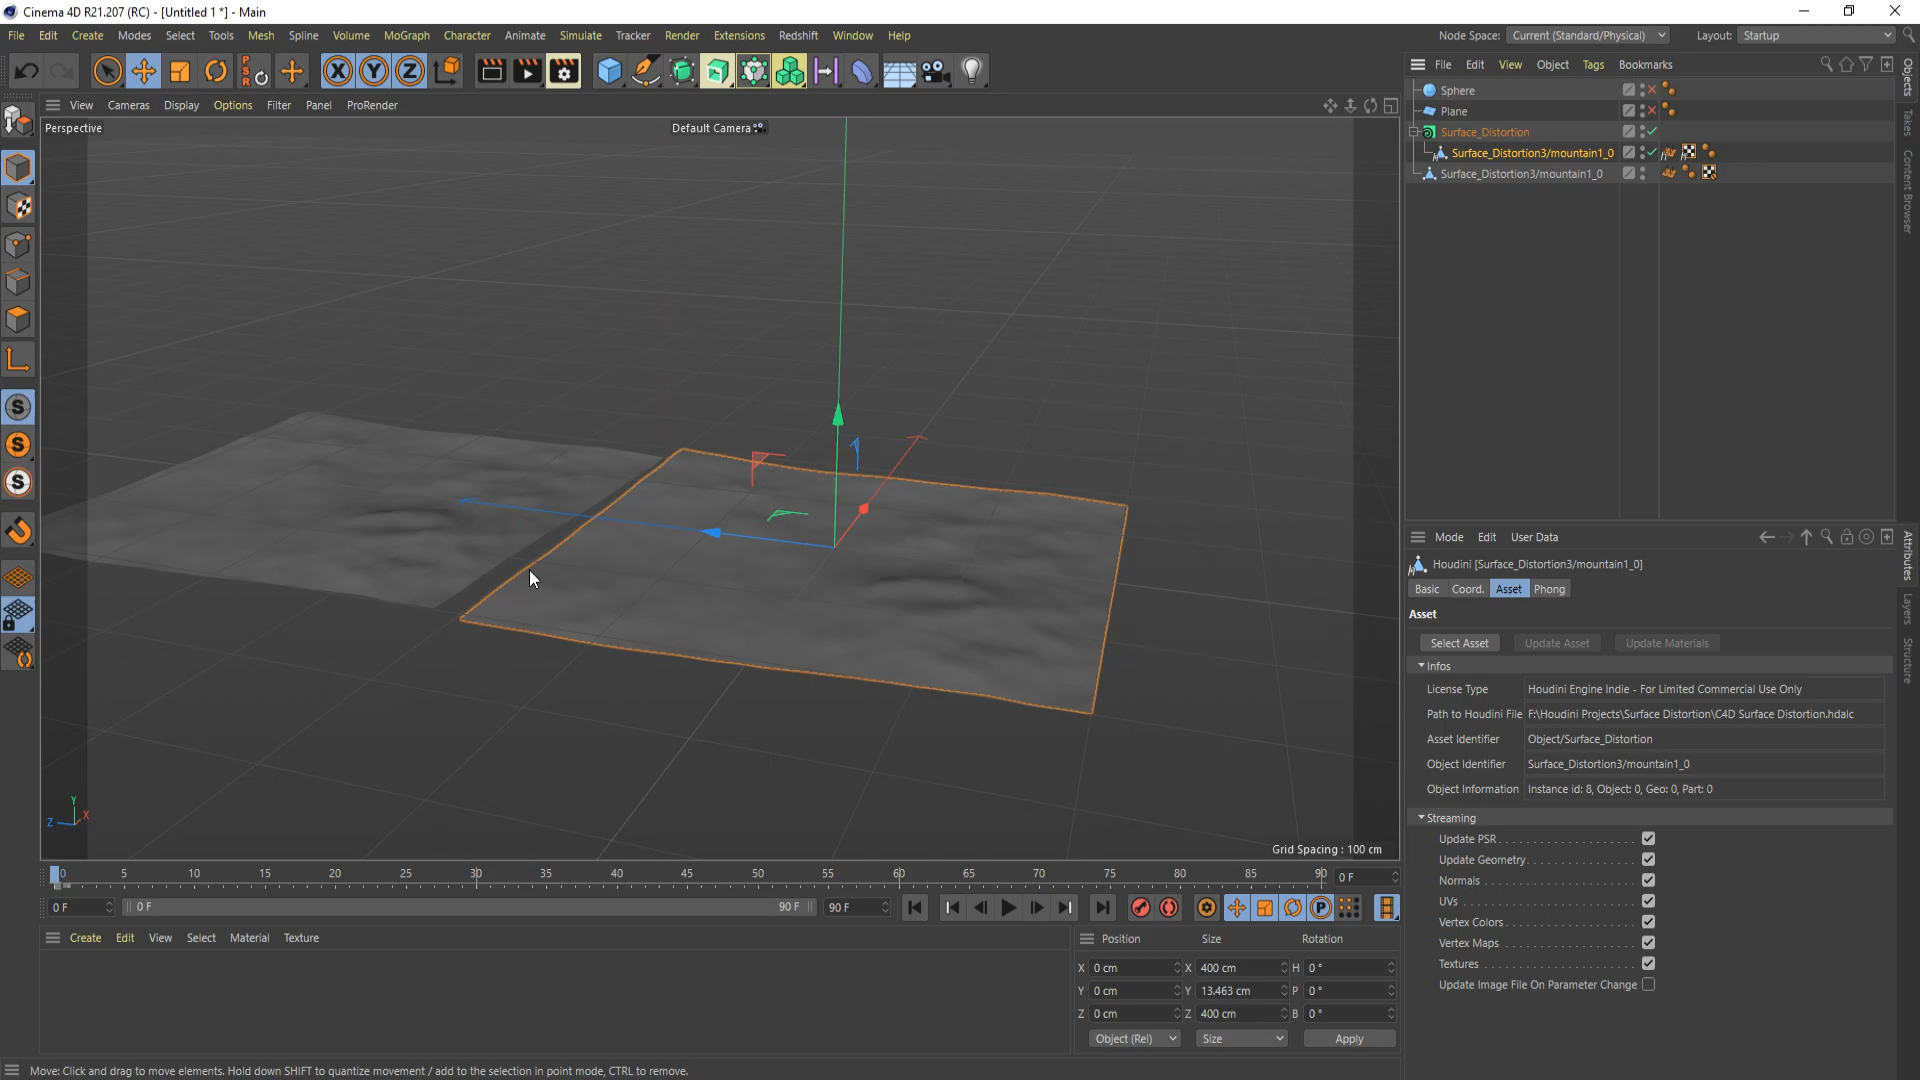 Cinema 4D R21.207 (RC) - [Untitled 1 *] - Main
File Edit Create Modes Select Tools Mesh Spline Volume MoGraph Character Animate Simulate Tracker Render Extensions Redshift Window Help
Node Space: Current (Standard/Physical) Layout: Startup
View Cameras Display Options Filter Panel ProRender
Perspective
Default Camera
File Edit View Object Tags Bookmarks
Sphere
Plane
Surface_Distortion
Surface_Distortion3/mountain1_0
Surface_Distortion3/mountain1_0
Objects
Takes
Content Browser
Attributes
Layers
Structure
PSR
X Y Z
Mode Edit User Data
Houdini [Surface_Distortion3/mountain1_0]
Basic Coord. Asset Phong
Asset
Select Asset Update Asset Update Materials
Infos
License Type Houdini Engine Indie - For Limited Commercial Use Only
Path to Houdini File F:\Houdini Projects\Surface Distortion\C4D Surface Distortion.hdalc
Asset Identifier Object/Surface_Distortion
Object Identifier Surface_Distortion3/mountain1_0
Object Information Instance id: 8, Object: 0, Geo: 0, Part: 0
Streaming
Update PSR
Update Geometry
Normals
UVs
Vertex Colors
Vertex Maps
Textures
Update Image File On Parameter Change
Y
Z X
Grid Spacing : 100 cm
0 5 10 15 20 25 30 35 40 45 50 55 60 65 70 75 80 85 90 0 F
0 F 0 F 90 F 90 F
Create Edit View Select Material Texture
Position Size Rotation
X 0 cm X 400 cm H 0 °
Y 0 cm Y 13.463 cm P 0 °
Z 0 cm Z 400 cm B 0 °
Object (Rel) Size Apply
Move: Click and drag to move elements. Hold down SHIFT to quantize movement / add to the selection in point mode, CTRL to remove.